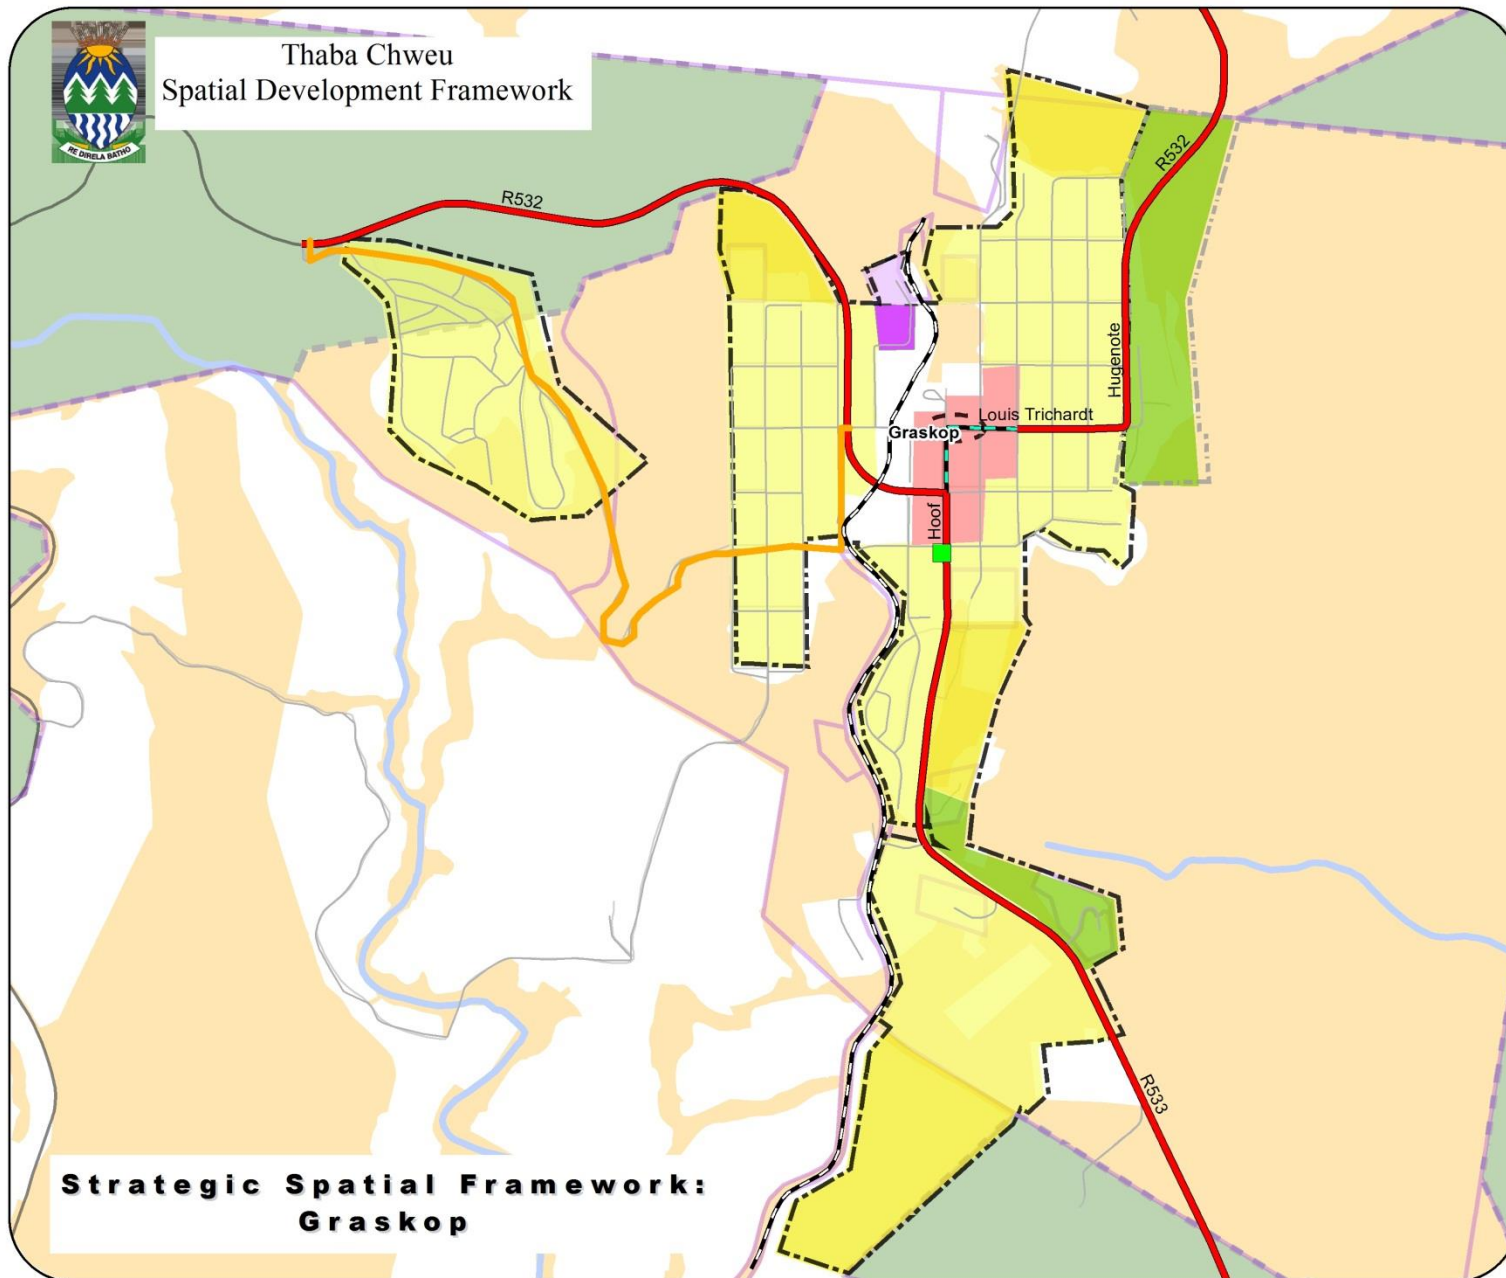 Thaba Chweu
Spatial Development Framework
RE DIRELA BATHO
R532
R532
Hugenote
Louis Trichardt
Graskop
Hoof
R533
Strategic Spatial Framework:
Graskop